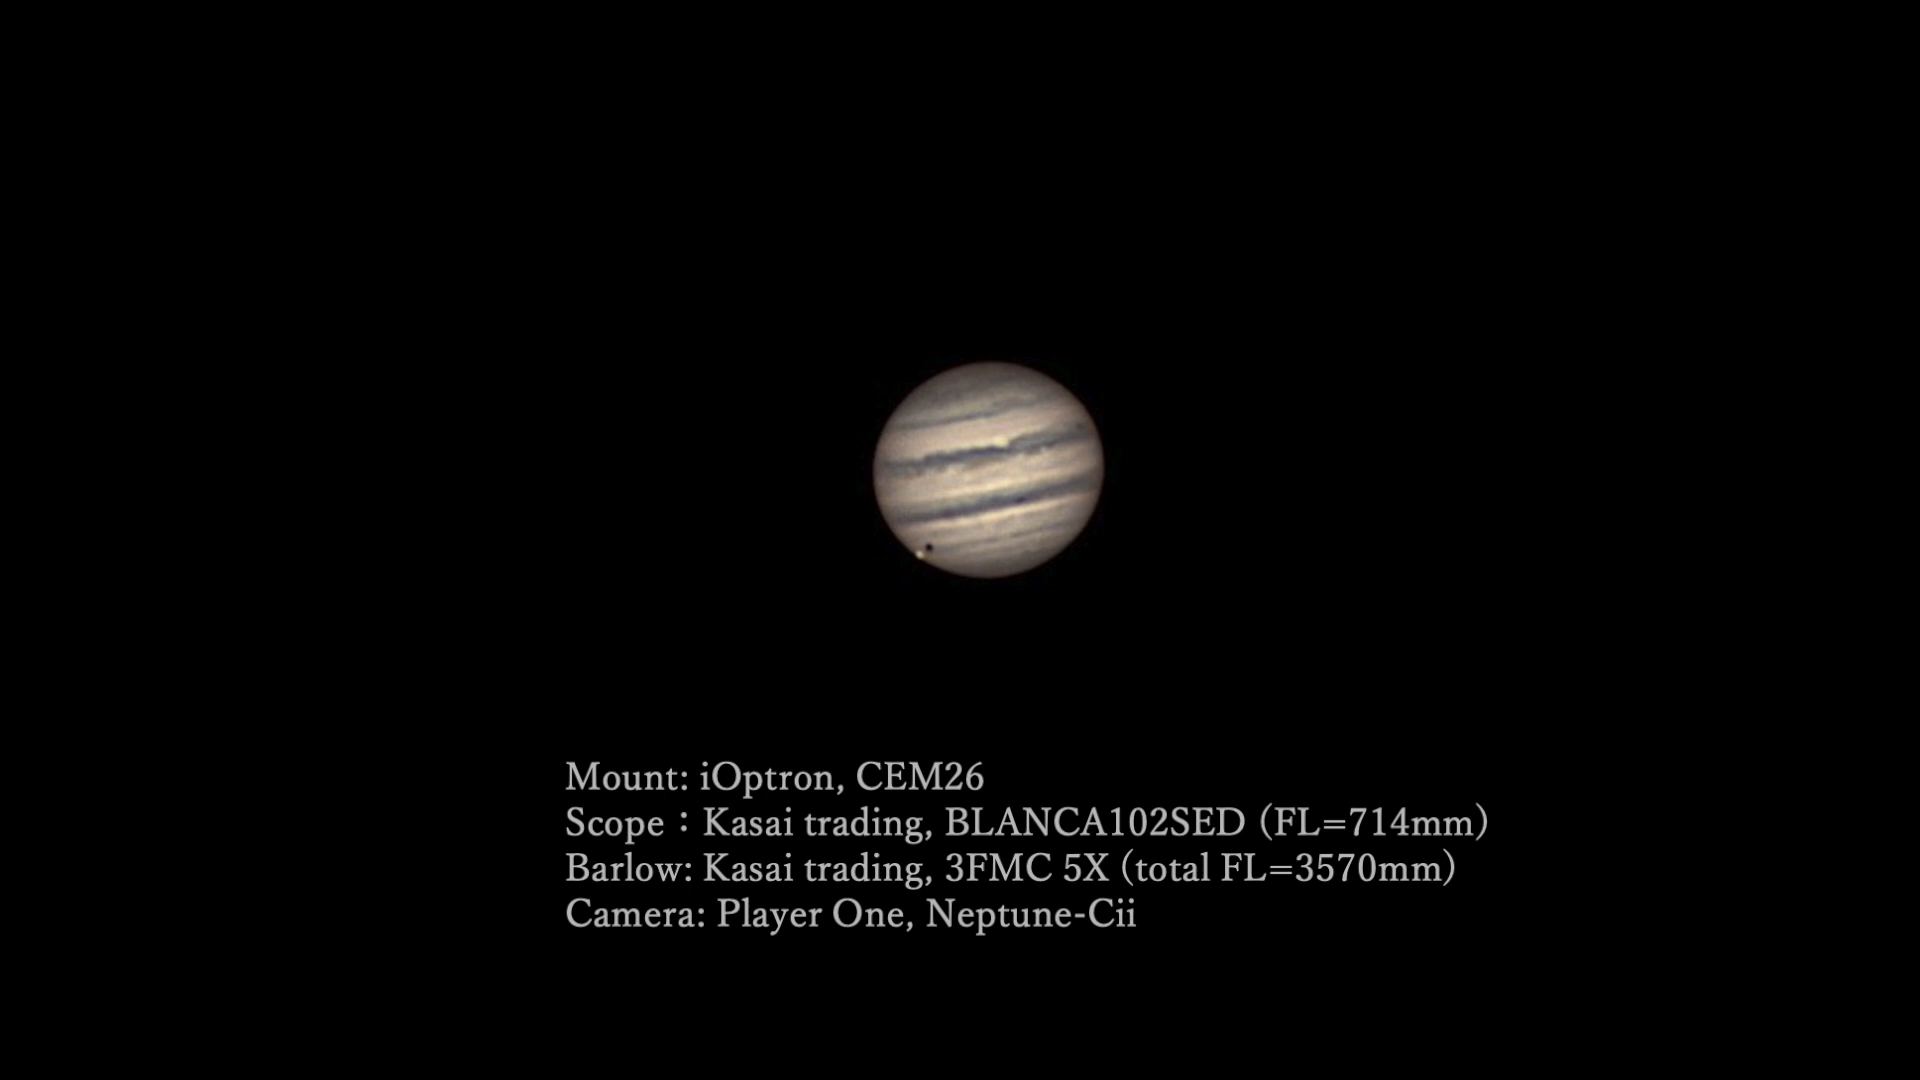 Mount: iOptron, CEM26
Scope：Kasai trading, BLANCA102SED (FL=714mm)
Barlow: Kasai trading, 3FMC 5X (total FL=3570mm)
Camera: Player One, Neptune-Cii